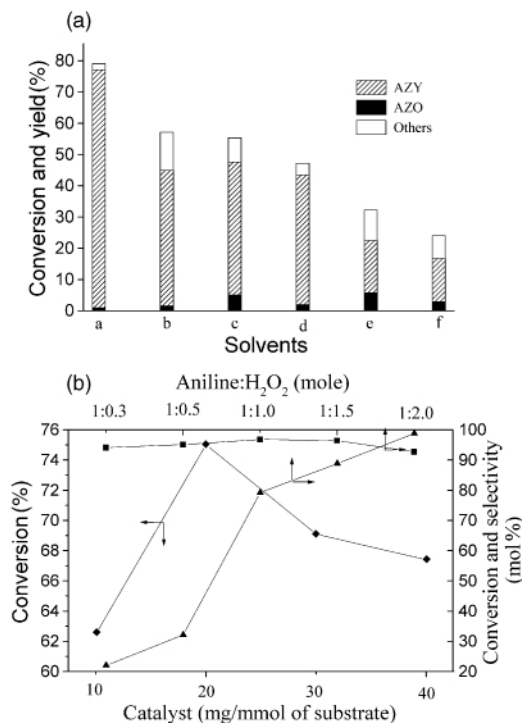 (a)
80
70
60
50
40
30
20
10
0
Conversion and yield (%)
AZY
AZO
Others
a b c d e f
Solvents
(b)
Aniline:H₂O₂ (mole)
1:0.3 1:0.5 1:1.0 1:1.5 1:2.0
76
74
72
70
68
66
64
62
60
Conversion (%)
100
90
80
70
60
50
40
30
20
Conversion and selectivity
(mol%)
10 20 30 40
Catalyst (mg/mmol of substrate)